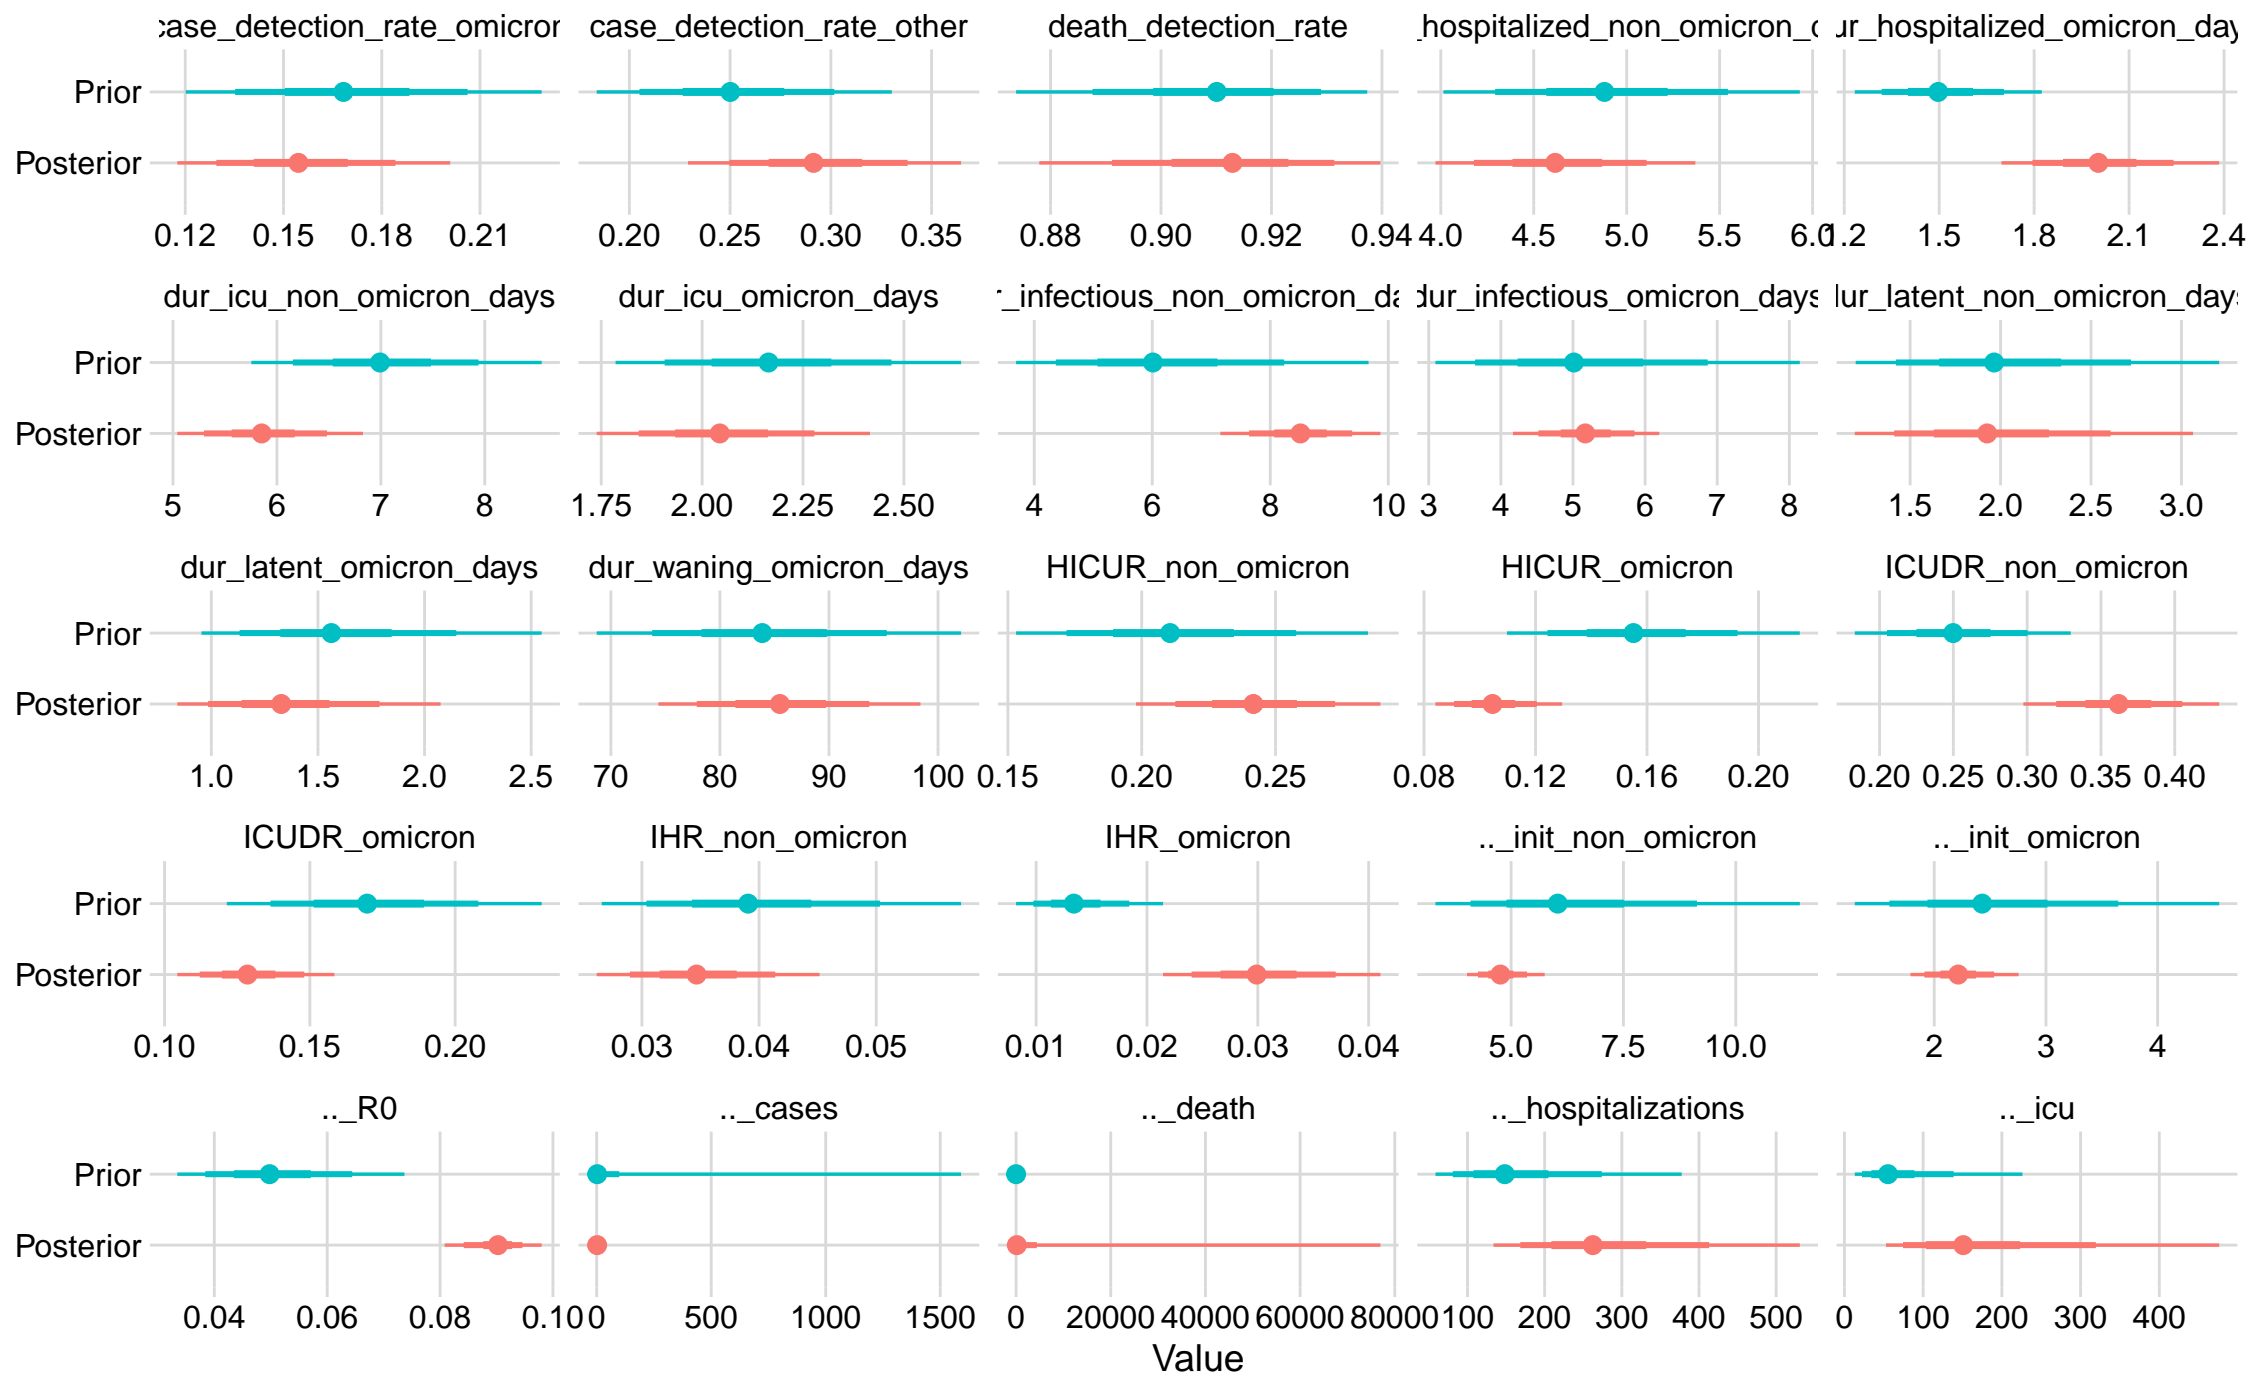 case_detection_rate_omicron case_detection_rate_other death_detection_rate _hospitalized_non_omicron_ ur_hospitalized_omicron_day
Prior
Posterior
0.12 0.15 0.18 0.21 0.20 0.25 0.30 0.35 0.88 0.90 0.92 0.94 4.0 4.5 5.0 5.5 6.0 1.2 1.5 1.8 2.1 2.4
dur_icu_non_omicron_days dur_icu_omicron_days r_infectious_non_omicron_da dur_infectious_omicron_days dur_latent_non_omicron_days
Prior
Posterior
5 6 7 8 1.75 2.00 2.25 2.50 4 6 8 10 3 4 5 6 7 8 1.5 2.0 2.5 3.0
dur_latent_omicron_days dur_waning_omicron_days HICUR_non_omicron HICUR_omicron ICUDR_non_omicron
Prior
Posterior
1.0 1.5 2.0 2.5 70 80 90 100 0.15 0.20 0.25 0.08 0.12 0.16 0.20 0.20 0.25 0.30 0.35 0.40
ICUDR_omicron IHR_non_omicron IHR_omicron .._init_non_omicron .._init_omicron
Prior
Posterior
0.10 0.15 0.20 0.03 0.04 0.05 0.01 0.02 0.03 0.04 5.0 7.5 10.0 2 3 4
.._R0 .._cases .._death .._hospitalizations .._icu
Prior
Posterior
0.04 0.06 0.08 0.10 0 500 1000 1500 0 20000 40000 60000 80000 100 200 300 400 500 0 100 200 300 400
Value